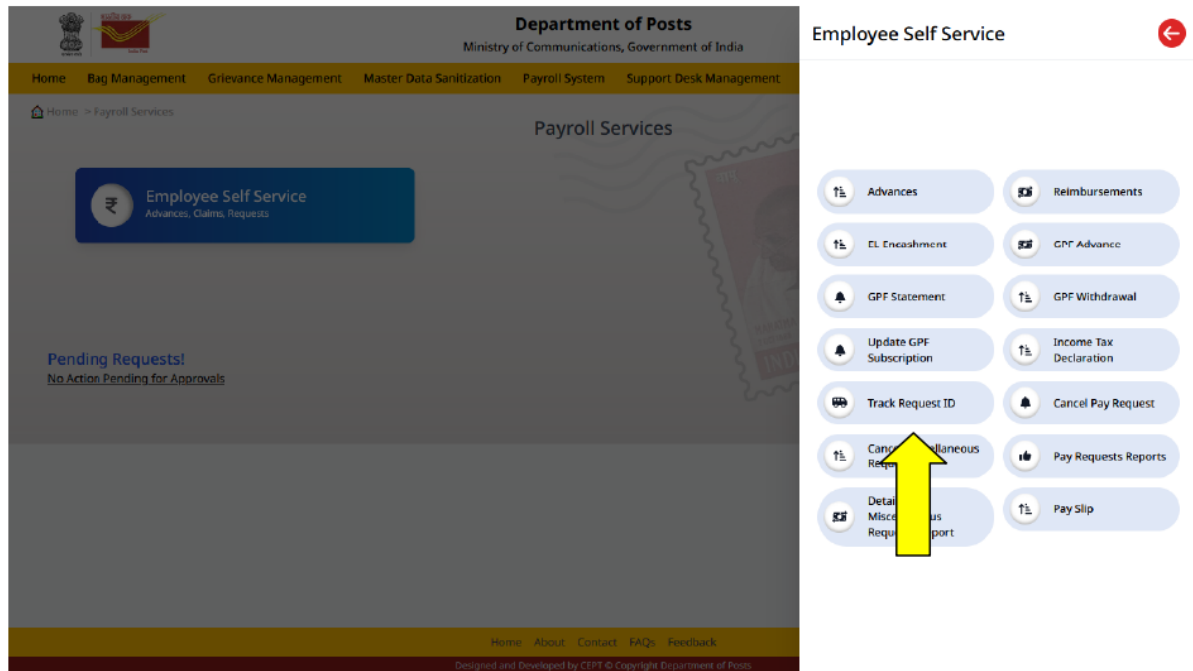 Department of Posts
Ministry of Communications, Government of India
India Post
Home Bag Management Grievance Management Master Data Sanitization Payroll System Support Desk Management
Home > Payroll Services
Payroll Services
Employee Self Service
Advances, Claims, Requests
Pending Requests!
No Action Pending for Approvals
Home About Contact FAQs Feedback
Designed and Developed by CEPT © Copyright Department of Posts
Employee Self Service
Advances
Reimbursements
EL Encashment
GPF Advance
GPF Statement
GPF Withdrawal
Update GPF
Subscription
Income Tax
Declaration
Track Request ID
Cancel Pay Request
Pay Requests Reports
Pay Slip